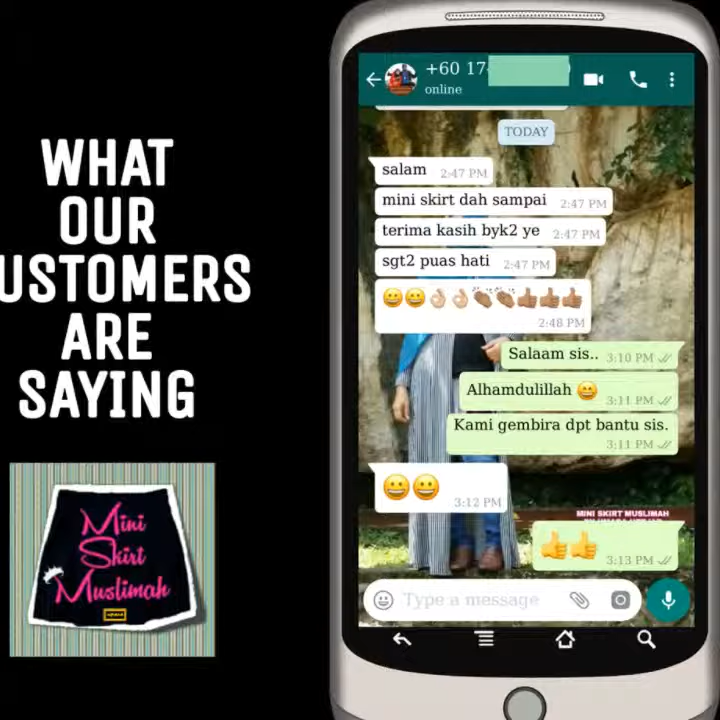 WHAT
OUR
CUSTOMERS
ARE
SAYING
Mini
Skirt
Muslimah
+60 17-
online
TODAY
salam 2:47 PM
mini skirt dah sampai 2:47 PM
terima kasih byk2 ye 2:47 PM
sgt2 puas hati 2:47 PM
😀😀👌🏼👌🏼👏🏽👏🏽👍🏽👍🏽👍🏽
2:48 PM
Salaam sis.. 3:10 PM
Alhamdulillah 😀 3:11 PM
Kami gembira dpt bantu sis.
3:11 PM
😀😀 3:12 PM
MINI SKIRT MUSLIMAH
👍👍 3:13 PM
Type a message